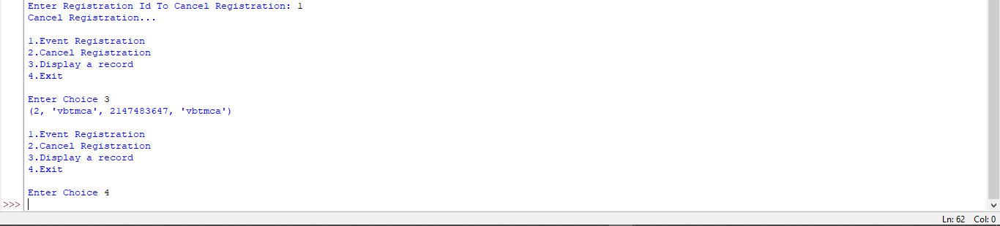 Enter Registration Id To Cancel Registration: 1
Cancel Registration...
1.Event Registration
2.Cancel Registration
3.Display a record
4.Exit
Enter Choice 3
(2, 'vbtmca', 2147483647, 'vbtmca')
1.Event Registration
2.Cancel Registration
3.Display a record
4.Exit
Enter Choice 4
>>>
Ln: 62 Col: 0